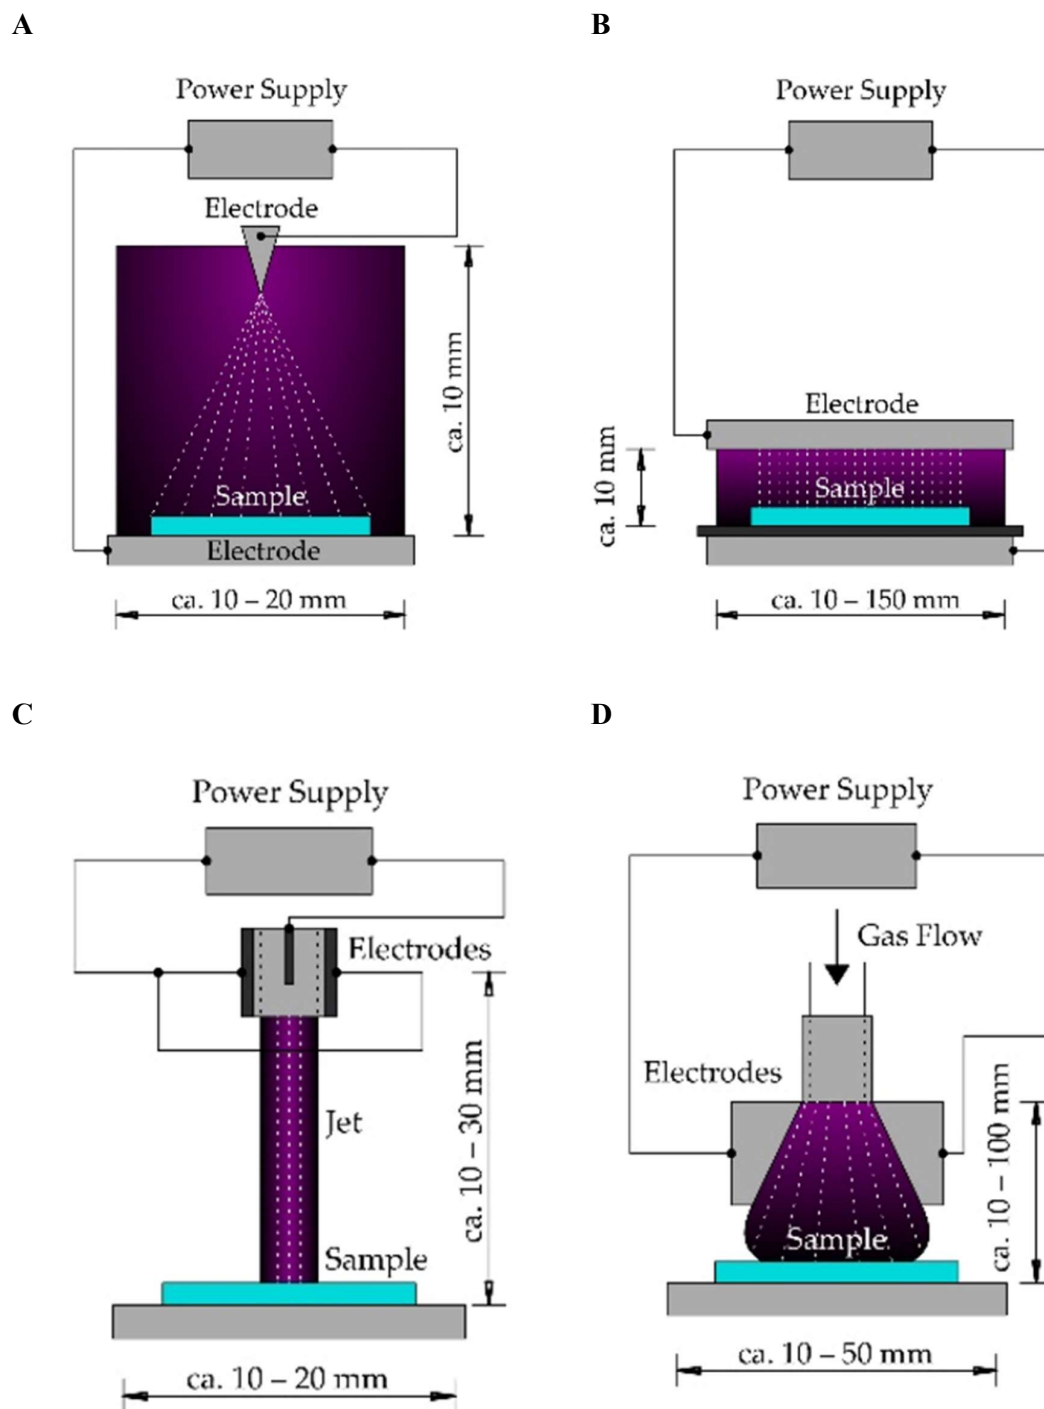 A
Power Supply
Electrode
ca. 10 mm
Sample
Electrode
ca. 10 – 20 mm
B
Power Supply
Electrode
ca. 10 mm
Sample
ca. 10 – 150 mm
C
Power Supply
Electrodes
ca. 10 – 30 mm
Jet
Sample
ca. 10 – 20 mm
D
Power Supply
Gas Flow
Electrodes
ca. 10 – 100 mm
Sample
ca. 10 – 50 mm